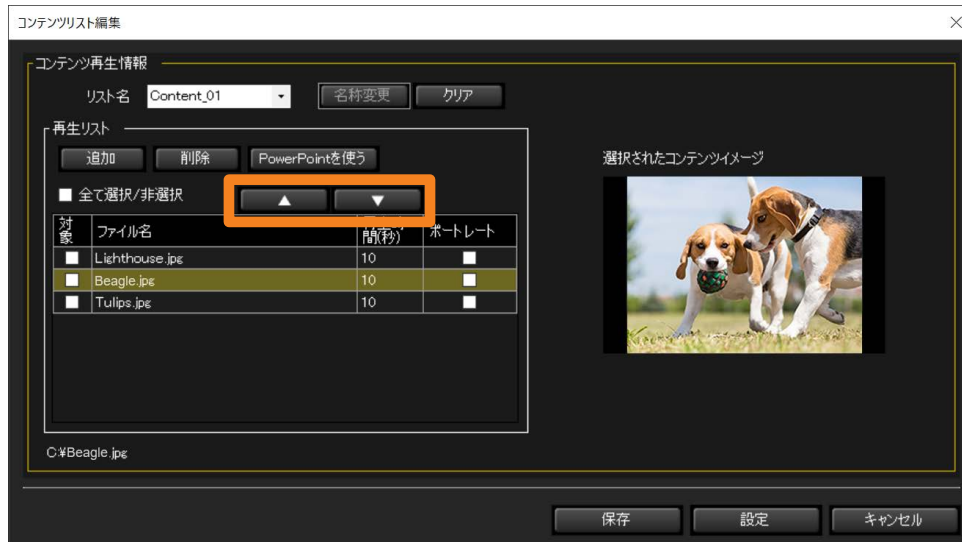 コンテンツリスト編集
コンテンツ再生情報
リスト名 Content_01 名称変更 クリア
再生リスト
追加 削除 PowerPointを使う
選択されたコンテンツイメージ
全て選択/非選択 ▲ ▼
対象 ファイル名 間(秒) ポートレート
Lighthouse.jpg 10
Beagle.jpg 10
Tulips.jpg 10
C:¥Beagle.jpg
保存 設定 キャンセル